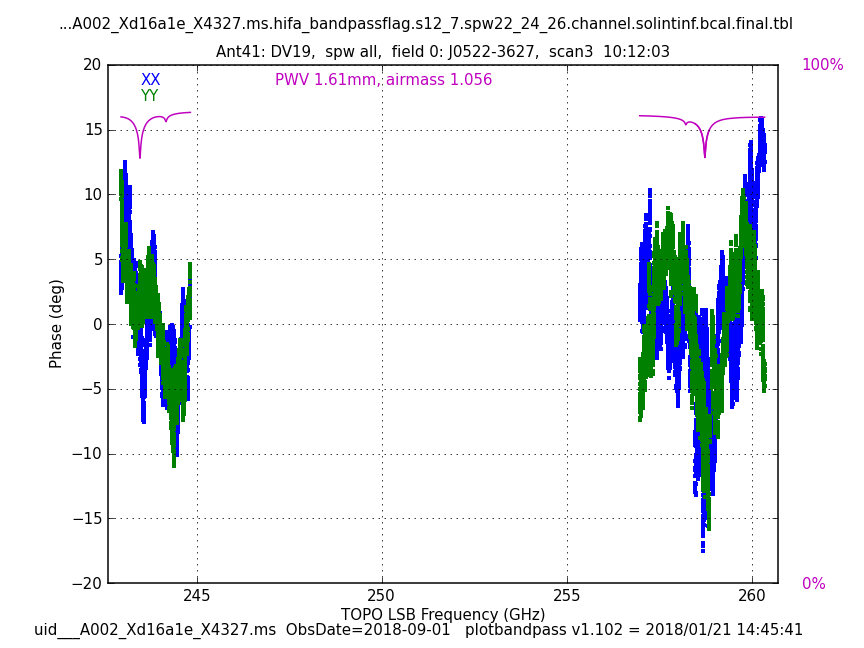 ...A002_Xd16a1e_X4327.ms.hifa_bandpassflag.s12_7.spw22_24_26.channel.solintinf.bcal.final.tbl
Ant41: DV19,  spw all,  field 0: J0522-3627,  scan3  10:12:03
20
15
10
5
0
−5
−10
−15
−20
Phase (deg)
XX
YY
PWV 1.61mm, airmass 1.056
100%
0%
245
250
255
260
TOPO LSB Frequency (GHz)
uid___A002_Xd16a1e_X4327.ms  ObsDate=2018-09-01   plotbandpass v1.102 = 2018/01/21 14:45:41